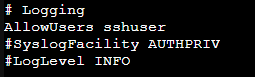 # Logging
AllowUsers sshuser
#SyslogFacility AUTHPRIV
#LogLevel INFO